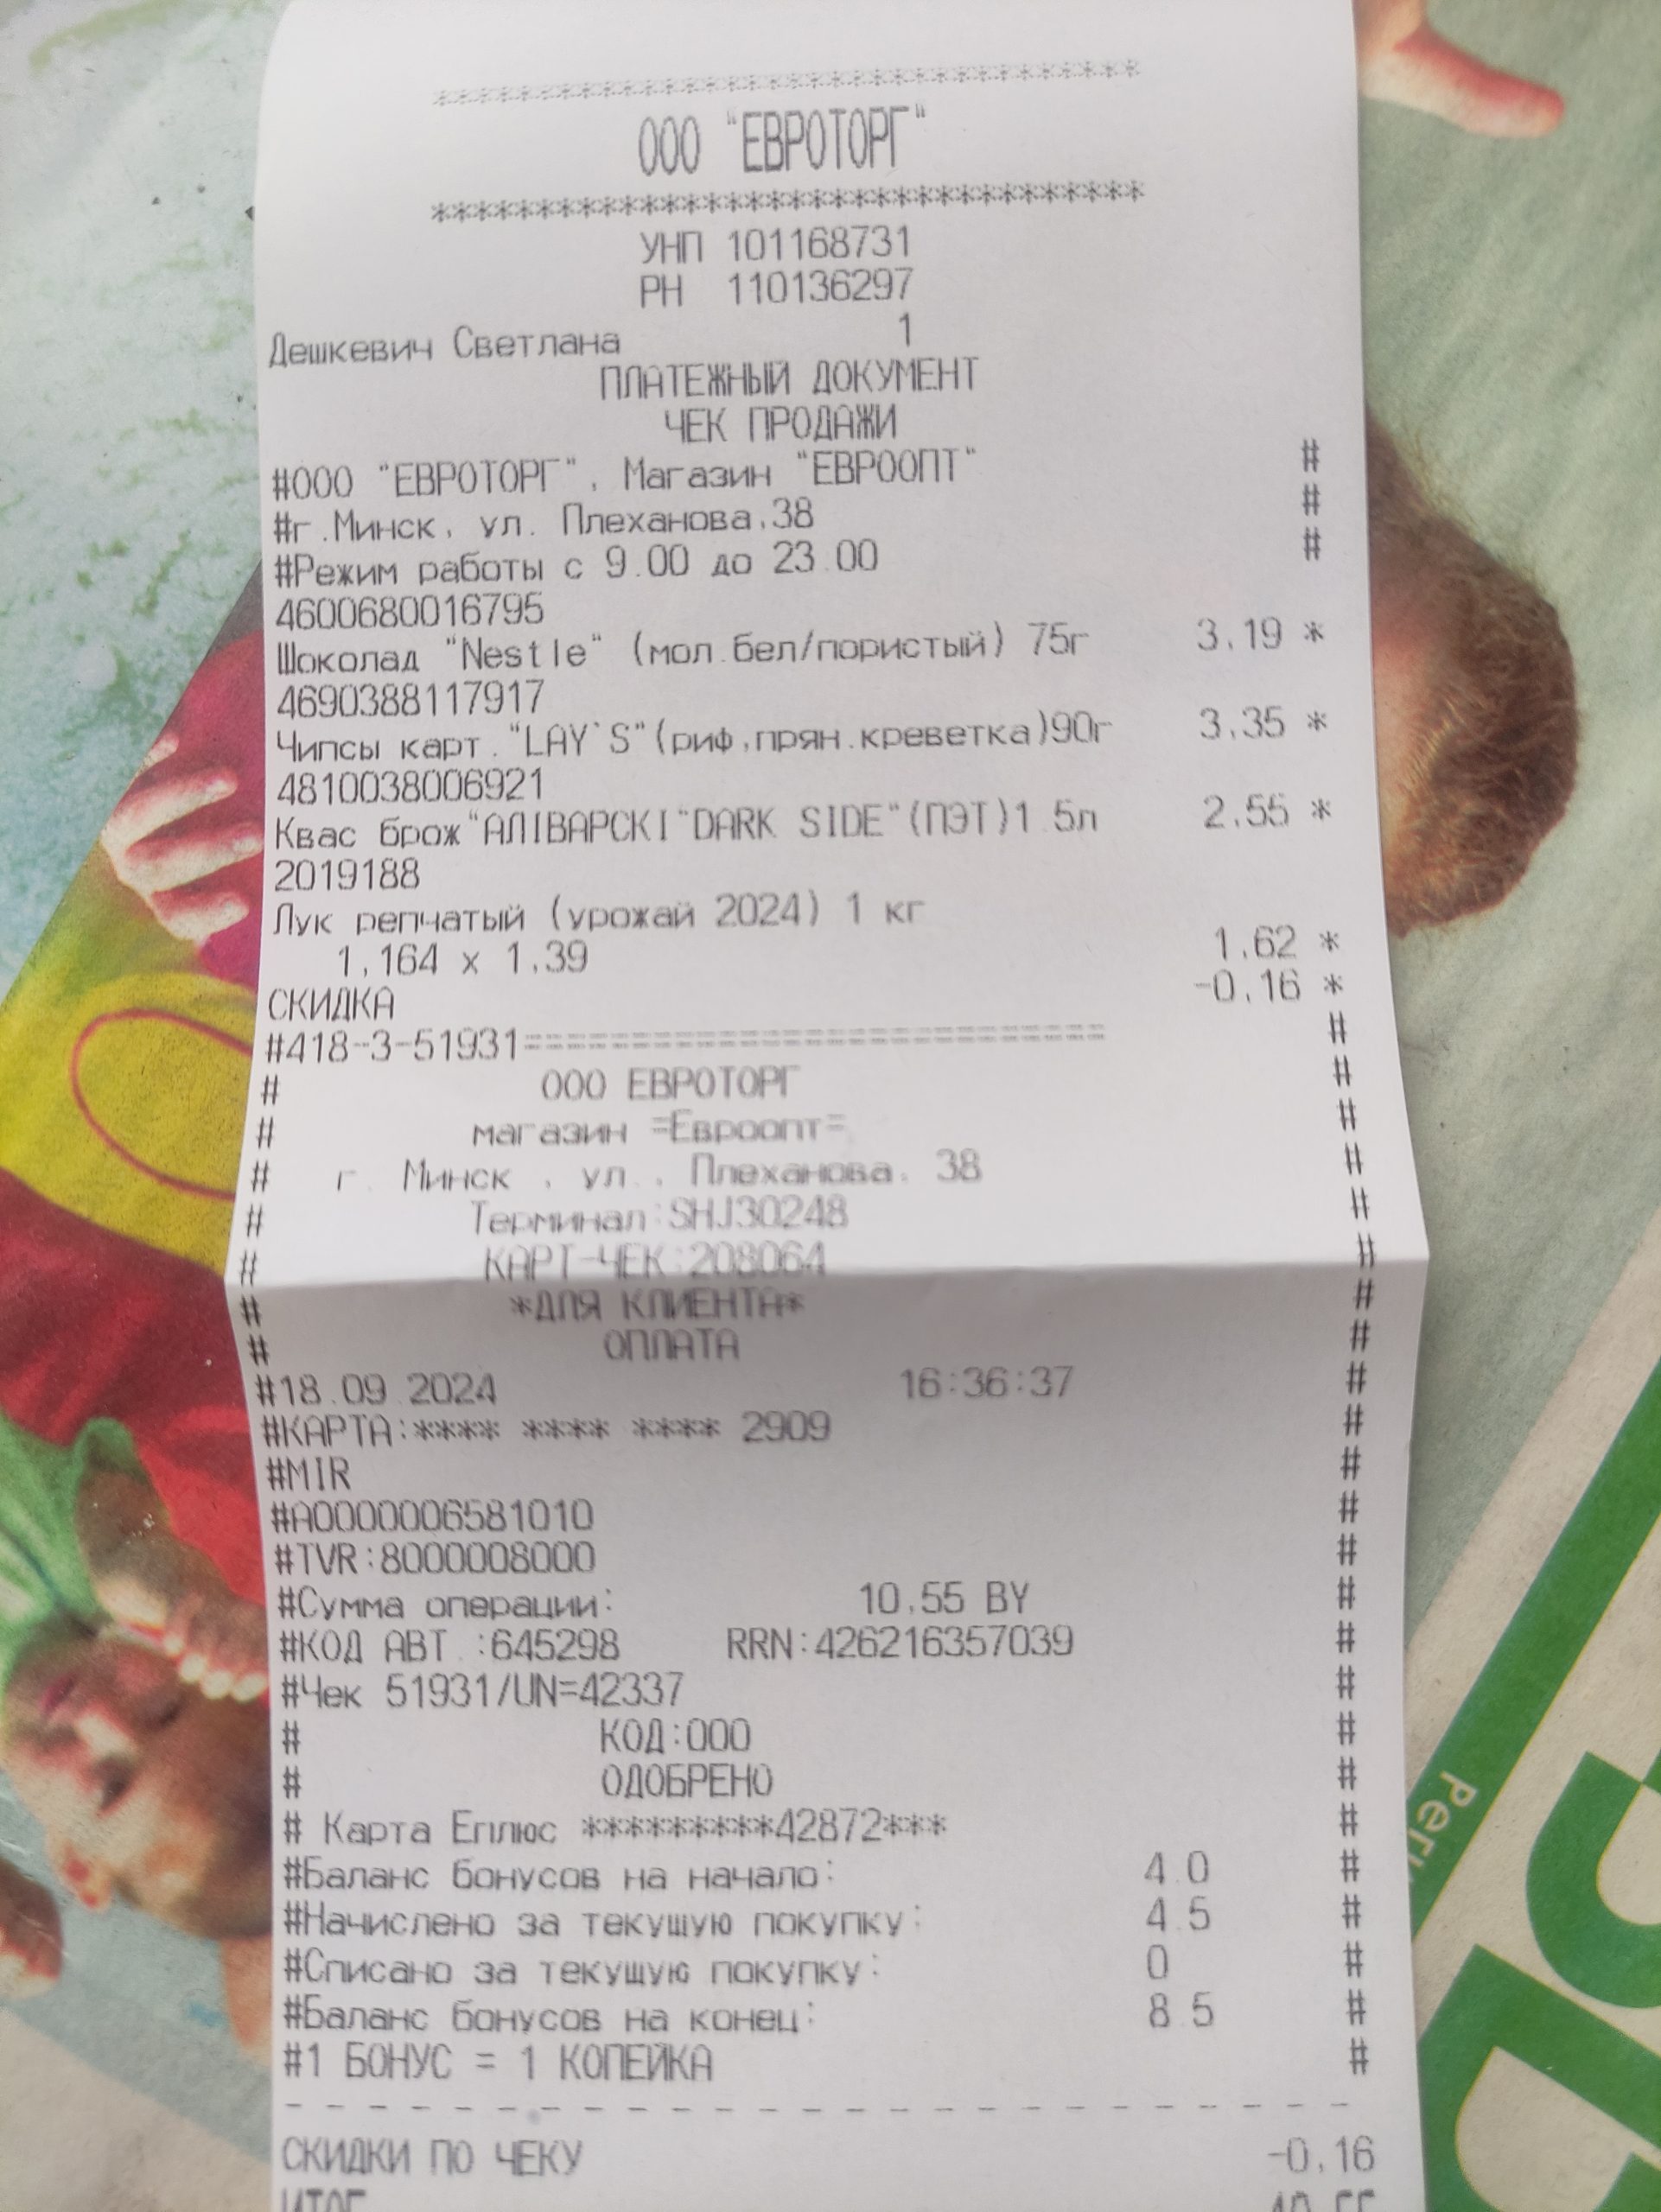 **********************************
ООО "ЕВРОТОРГ"
**********************************
УНП 101168731
РН 110136297
Дешкевич Светлана 1
ПЛАТЕЖНЫЙ ДОКУМЕНТ
ЧЕК ПРОДАЖИ
#ООО "ЕВРОТОРГ", Магазин "ЕВРООПТ" #
#г.Минск, ул. Плеханова,38 #
#Режим работы с 9.00 до 23.00 #
4600680016795
Шоколад "Nestle" (мол.бел/пористый) 75г 3,19 *
4690388117917
Чипсы карт."LAY`S"(риф,прян.креветка)90г 3,35 *
4810038006921
Квас брож"АЛIВАРСКI"DARK SIDE"(ПЭТ)1.5л 2,55 *
2019188
Лук репчатый (урожай 2024) 1 кг
1,164 x 1,39 1,62 *
СКИДКА -0,16 *
#418-3-51931============================ #
# ООО ЕВРОТОРГ #
# магазин =Евроопт= #
# г. Минск , ул., Плеханова, 38 #
# Терминал:SHJ30248 #
# КАРТ-ЧЕК:208064 #
# *ДЛЯ КЛИЕНТА* #
# ОПЛАТА #
#18.09.2024 16:36:37 #
#КАРТА:**** **** **** 2909 #
#MIR #
#A0000006581010 #
#TVR:8000008000 #
#Сумма операции: 10,55 BY #
#КОД АВТ.:645298 RRN:426216357039 #
#Чек 51931/UN=42337 #
# КОД:000 #
# ОДОБРЕНО #
# Карта Еплюс *********42872*** #
#Баланс бонусов на начало: 4.0 #
#Начислено за текущую покупку: 4.5 #
#Списано за текущую покупку: 0 #
#Баланс бонусов на конец: 8.5 #
#1 БОНУС = 1 КОПЕЙКА #
- - - - - - - - - - - - - - - - - - - - - - - - -
СКИДКИ ПО ЧЕКУ -0,16
ИТОГ 10,55